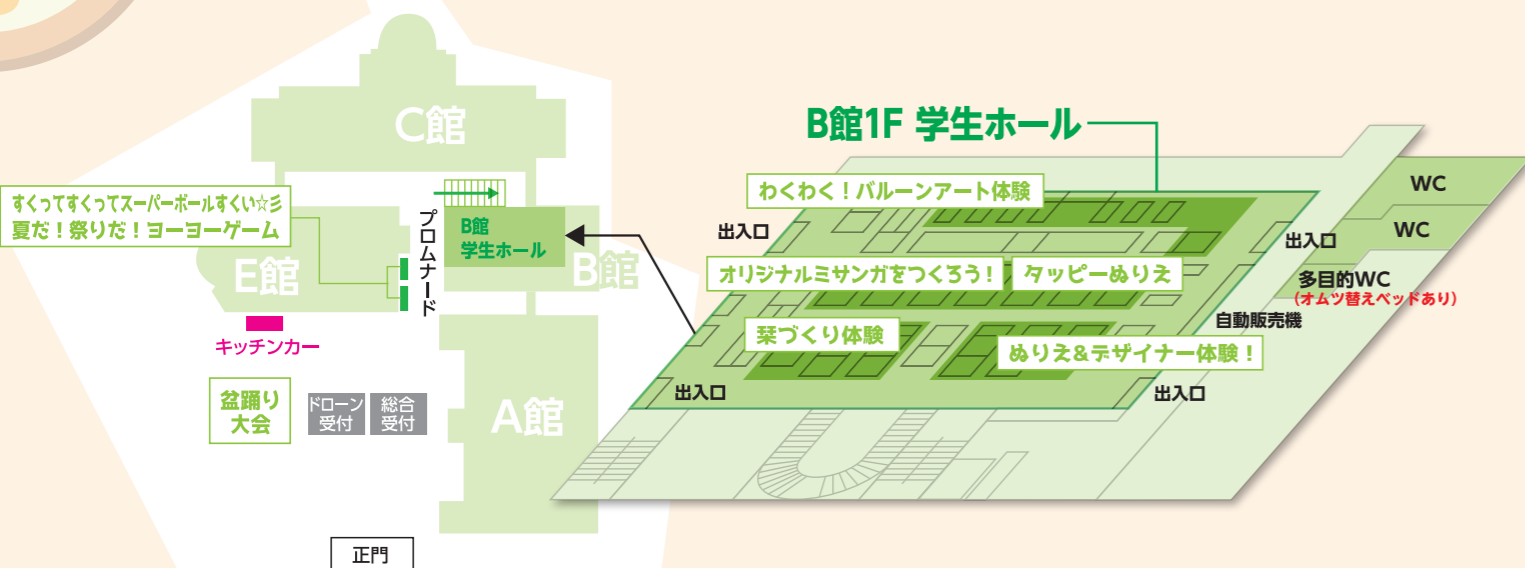 C館
すくってすくってスーパーボールすくい☆彡
夏だ！祭りだ！ヨーヨーゲーム
プロムナード
B館
学生ホール
B館
E館
キッチンカー
盆踊り
大会
ドローン
受付
総合
受付
A館
正門
B館1F 学生ホール
わくわく！バルーンアート体験
出入口
出入口
WC
WC
多目的WC
（オムツ替えベッドあり）
オリジナルミサンガをつくろう！
タッピーぬりえ
自動販売機
栞づくり体験
ぬりえ&デザイナー体験！
出入口
出入口